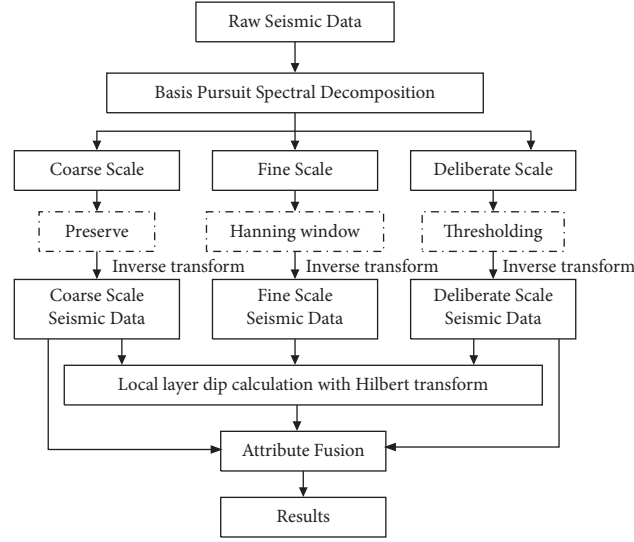 Raw Seismic Data
Basis Pursuit Spectral Decomposition
Coarse Scale
Fine Scale
Deliberate Scale
Preserve
Hanning window
Thresholding
Inverse transform
Inverse transform
Inverse transform
Coarse Scale
Seismic Data
Fine Scale
Seismic Data
Deliberate Scale
Seismic Data
Local layer dip calculation with Hilbert transform
Attribute Fusion
Results